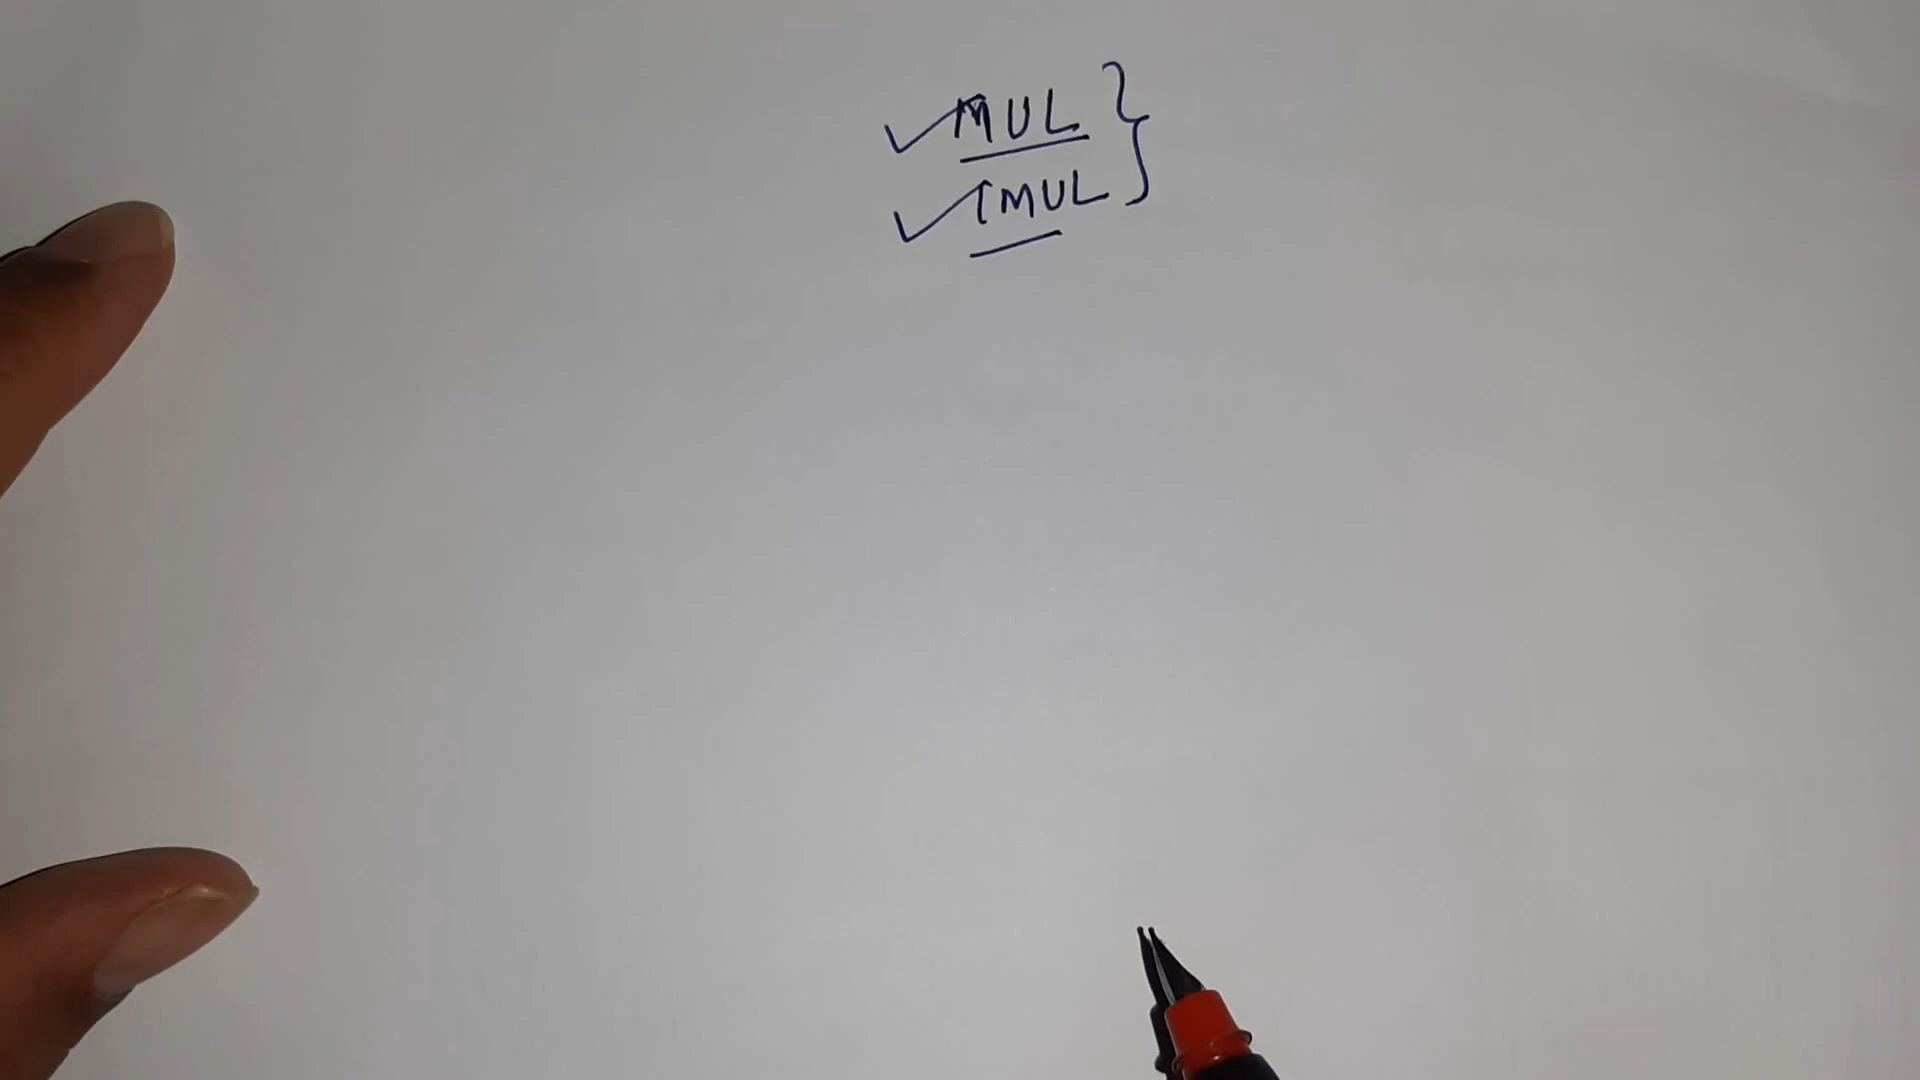 ✓ MUL }
✓ IMUL